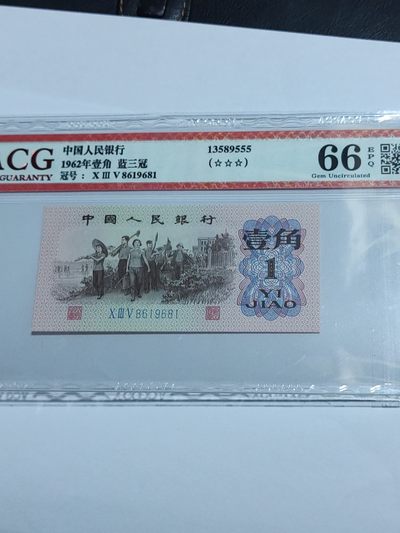 ACG 中国人民银行 13589555 66 EPQ
GUARANTY 1962年壹角 蓝三冠 (☆☆☆) Gem Uncirculated
冠号： X III V 8619681
中國人民銀行
壹角
1
YI
JIAO
X III V 8619681